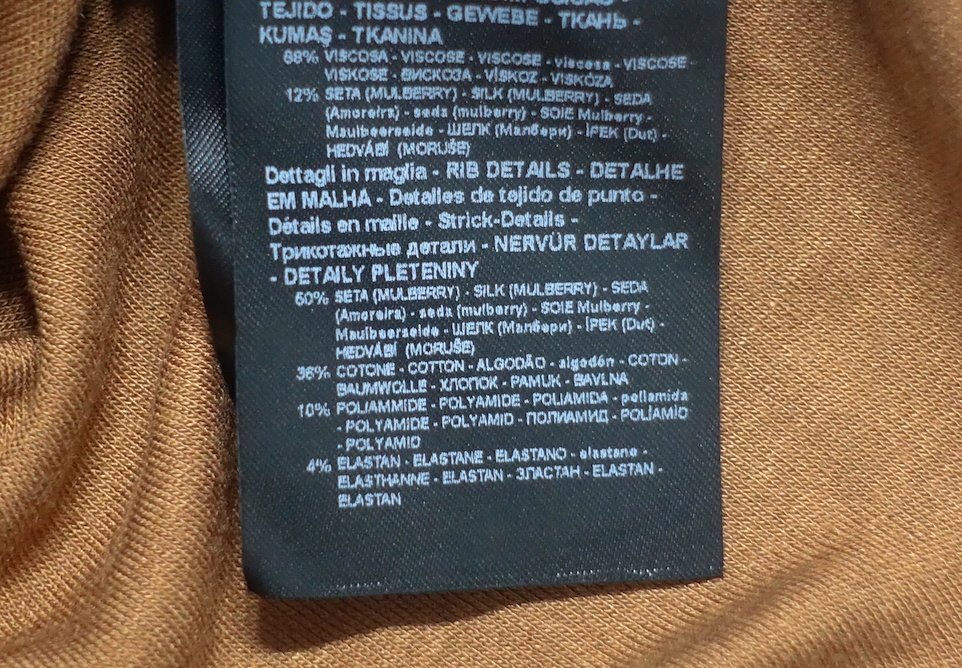 TEJIDO - TISSUS - GEWEBE - ТКАНЬ -
KUMAŞ - TKANINA
88% VISCOSA - VISCOSE - VISCOSE - viscosa - VISCOSE -
VISKOSE - ВИСКОЗА - VİSKOZ - VISKÓZA
12% SETA (MULBERRY) - SILK (MULBERRY) - SEDA
(Amoreira) - seda (mulberry) - SOIE Mulberry -
Maulbeerseide - ШЕЛК (Малбери) - İPEK (Dut) -
HEDVÁBÍ (MORUŠE)
Dettagli in maglia - RIB DETAILS - DETALHE
EM MALHA - Detalles de tejido de punto -
Détails en maille - Strick-Details -
Трикотажные детали - NERVÜR DETAYLAR
- DETAILY PLETENINY
50% SETA (MULBERRY) - SILK (MULBERRY) - SEDA
(Amoreira) - seda (mulberry) - SOIE Mulberry -
Maulbeerseide - ШЕЛК (Малбери) - İPEK (Dut) -
HEDVÁBÍ (MORUŠE)
36% COTONE - COTTON - ALGODÃO - algodón - COTON -
BAUMWOLLE - ХЛОПОК - PAMUK - BAVLNA
10% POLIAMMIDE - POLYAMIDE - POLIAMIDA - poliamida
- POLYAMIDE - POLYAMID - ПОЛИАМИД - POLİAMİD
- POLYAMID
4% ELASTAN - ELASTANE - ELASTANO - elastano -
ELASTHANNE - ELASTAN - ЭЛАСТАН - ELASTAN -
ELASTAN